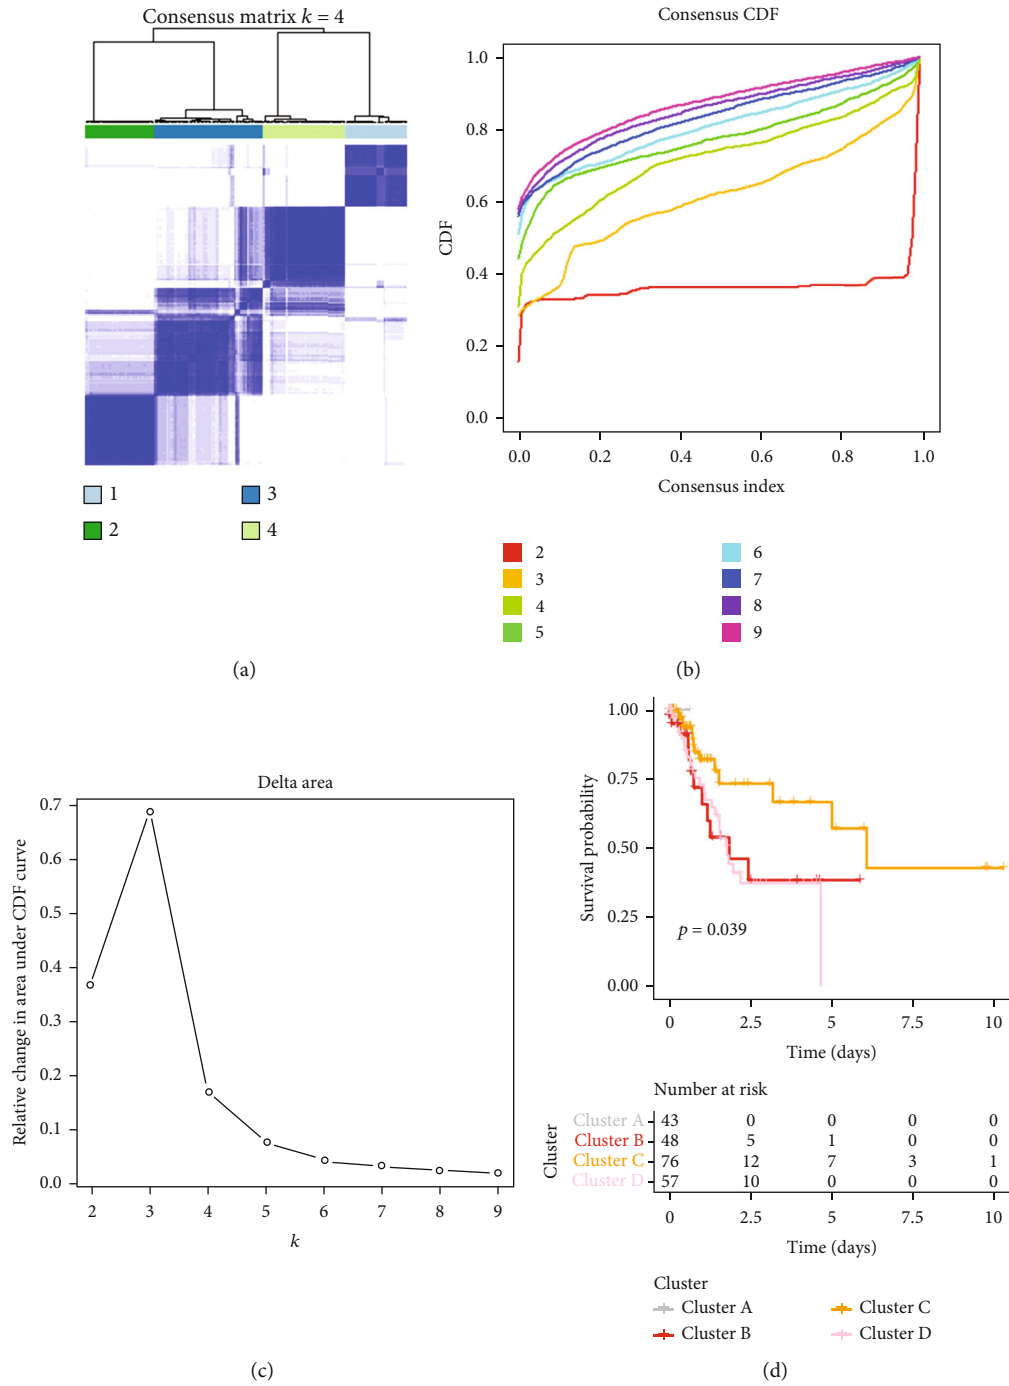 Consensus matrix k = 4
1
3
2
4
(a)
Consensus CDF
CDF
1.0
0.8
0.6
0.4
0.2
0.0
0.0 0.2 0.4 0.6 0.8 1.0
Consensus index
2
6
3
7
4
8
5
9
(b)
Delta area
Relative change in area under CDF curve
0.7
0.6
0.5
0.4
0.3
0.2
0.1
0.0
2 3 4 5 6 7 8 9
k
(c)
Survival probability
1.00
0.75
0.50
0.25
0.00
p = 0.039
0 2.5 5 7.5 10
Time (days)
Number at risk
Cluster
Cluster A 43 0 0 0 0
Cluster B 48 5 1 0 0
Cluster C 76 12 7 3 1
Cluster D 57 10 0 0 0
0 2.5 5 7.5 10
Time (days)
Cluster
Cluster A
Cluster C
Cluster B
Cluster D
(d)